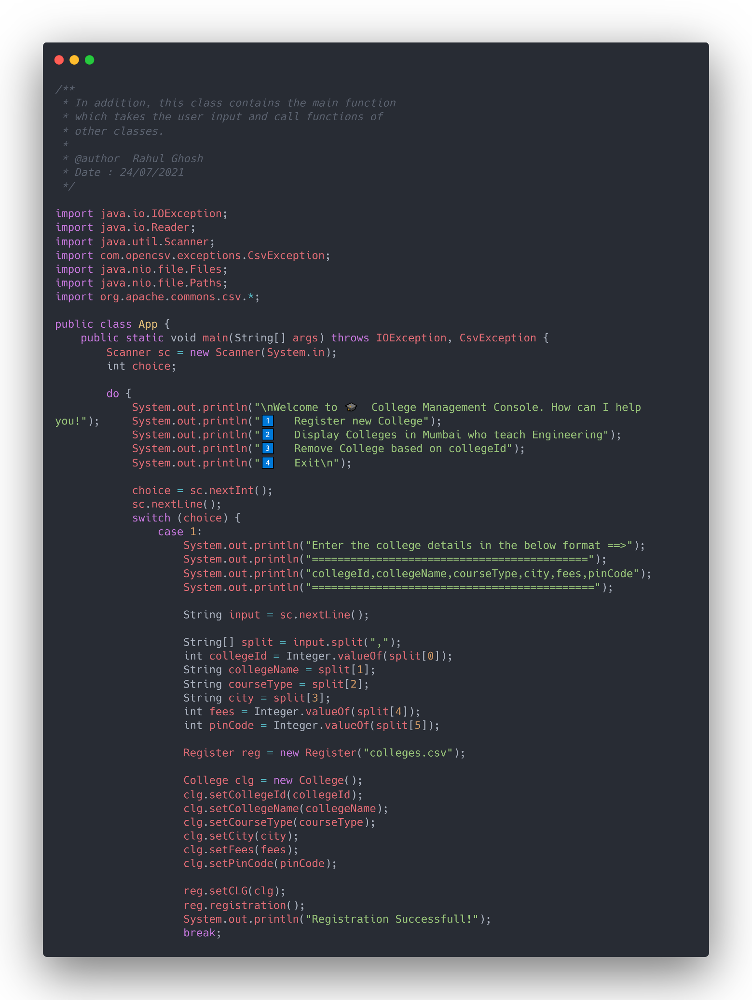 /**
 * In addition, this class contains the main function
 * which takes the user input and call functions of
 * other classes.
 *
 * @author  Rahul Ghosh
 * Date : 24/07/2021
 */

import java.io.IOException;
import java.io.Reader;
import java.util.Scanner;
import com.opencsv.exceptions.CsvException;
import java.nio.file.Files;
import java.nio.file.Paths;
import org.apache.commons.csv.*;

public class App {
    public static void main(String[] args) throws IOException, CsvException {
        Scanner sc = new Scanner(System.in);
        int choice;

        do {
            System.out.println("\nWelcome to 🎓  College Management Console. How can I help
you!");     System.out.println("1️⃣   Register new College");
            System.out.println("2️⃣   Display Colleges in Mumbai who teach Engineering");
            System.out.println("3️⃣   Remove College based on collegeId");
            System.out.println("4️⃣   Exit\n");

            choice = sc.nextInt();
            sc.nextLine();
            switch (choice) {
                case 1:
                    System.out.println("Enter the college details in the below format ==>");
                    System.out.println("===========================================");
                    System.out.println("collegeId,collegeName,courseType,city,fees,pinCode");
                    System.out.println("============================================");

                    String input = sc.nextLine();

                    String[] split = input.split(",");
                    int collegeId = Integer.valueOf(split[0]);
                    String collegeName = split[1];
                    String courseType = split[2];
                    String city = split[3];
                    int fees = Integer.valueOf(split[4]);
                    int pinCode = Integer.valueOf(split[5]);

                    Register reg = new Register("colleges.csv");

                    College clg = new College();
                    clg.setCollegeId(collegeId);
                    clg.setCollegeName(collegeName);
                    clg.setCourseType(courseType);
                    clg.setCity(city);
                    clg.setFees(fees);
                    clg.setPinCode(pinCode);

                    reg.setCLG(clg);
                    reg.registration();
                    System.out.println("Registration Successfull!");
                    break;